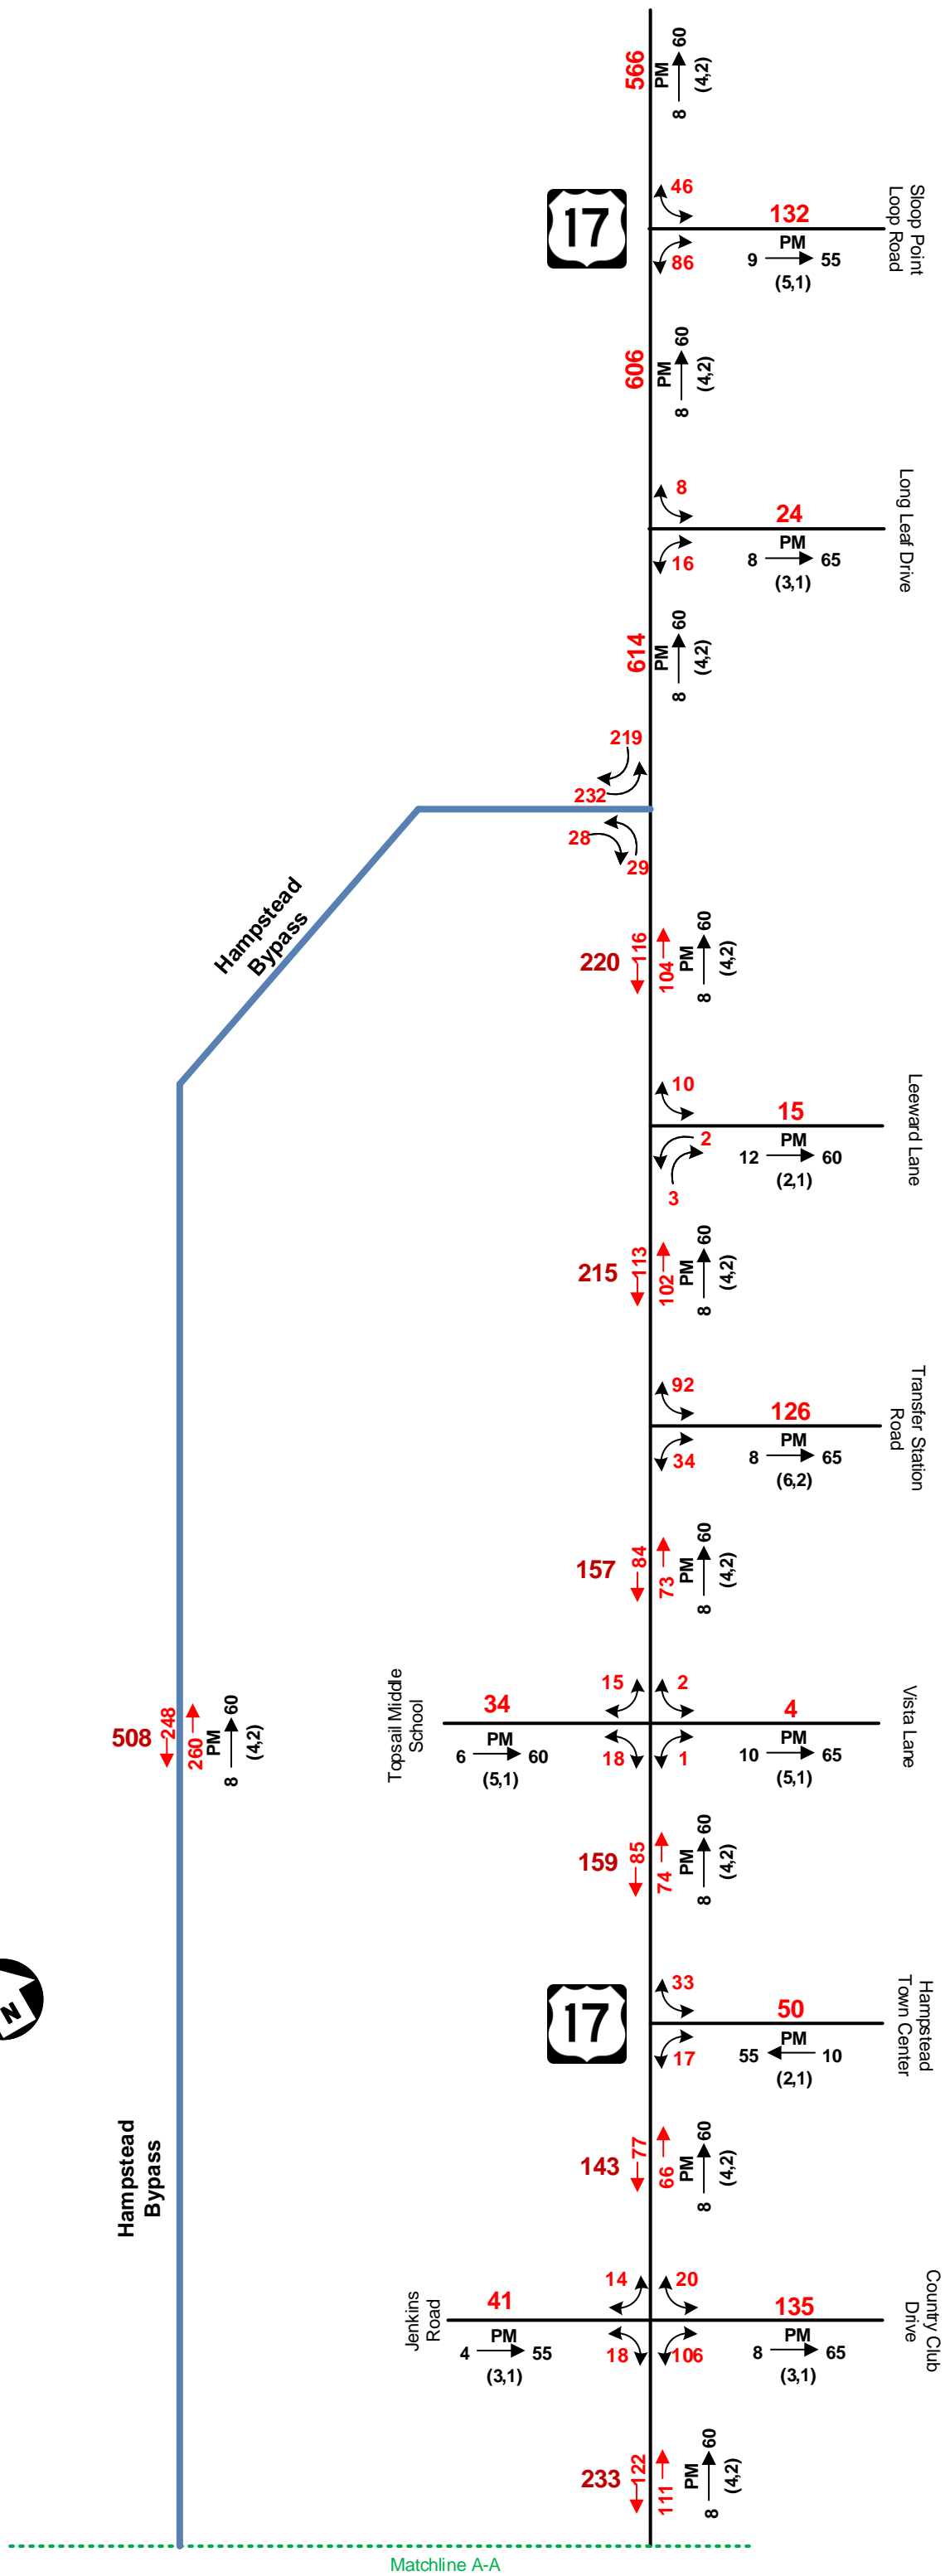 566
PM
8 60
(4,2)
17
46
86
132
PM
9 55
(5,1)
Sloop Point
Loop Road
606
PM
8 60
(4,2)
8
16
24
PM
8 65
(3,1)
Long Leaf Drive
614
PM
8 60
(4,2)
219
232
28
29
Hampstead
Bypass
220
116
104
PM
8 60
(4,2)
10
2
3
15
PM
12 60
(2,1)
Leeward Lane
215
113
102
PM
8 60
(4,2)
92
34
126
PM
8 65
(6,2)
Transfer Station
Road
157
84
73
PM
8 60
(4,2)
508
248
260
PM
8 60
(4,2)
Topsail Middle
School
34
PM
6 60
(5,1)
15
18
2
1
4
PM
10 65
(5,1)
Vista Lane
159
85
74
PM
8 60
(4,2)
N
17
33
17
50
PM
55 10
(2,1)
Hampstead
Town Center
Hampstead
Bypass
143
77
66
PM
8 60
(4,2)
Jenkins
Road
41
PM
4 55
(3,1)
14
18
20
106
135
PM
8 65
(3,1)
Country Club
Drive
233
122
111
PM
8 60
(4,2)
Matchline A-A